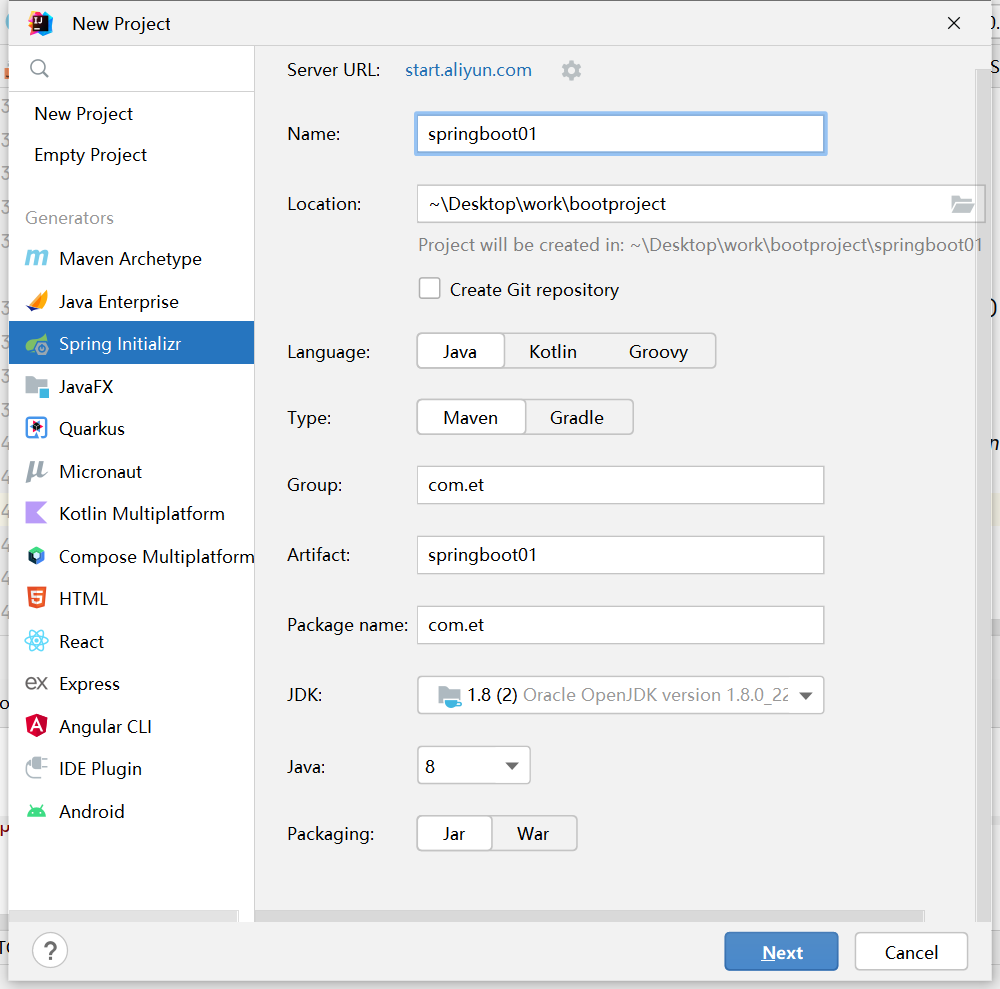 New Project
New Project
Empty Project
Generators
Maven Archetype
Java Enterprise
Spring Initializr
JavaFX
Quarkus
Micronaut
Kotlin Multiplatform
Compose Multiplatform
HTML
React
ex Express
Angular CLI
IDE Plugin
Android
Server URL: start.aliyun.com
Name: springboot01
Location: ~\Desktop\work\bootproject
Project will be created in: ~\Desktop\work\bootproject\springboot01
Create Git repository
Language: Java Kotlin Groovy
Type: Maven Gradle
Group: com.et
Artifact: springboot01
Package name: com.et
JDK: 1.8 (2) Oracle OpenJDK version 1.8.0_22
Java: 8
Packaging: Jar War
? Next Cancel